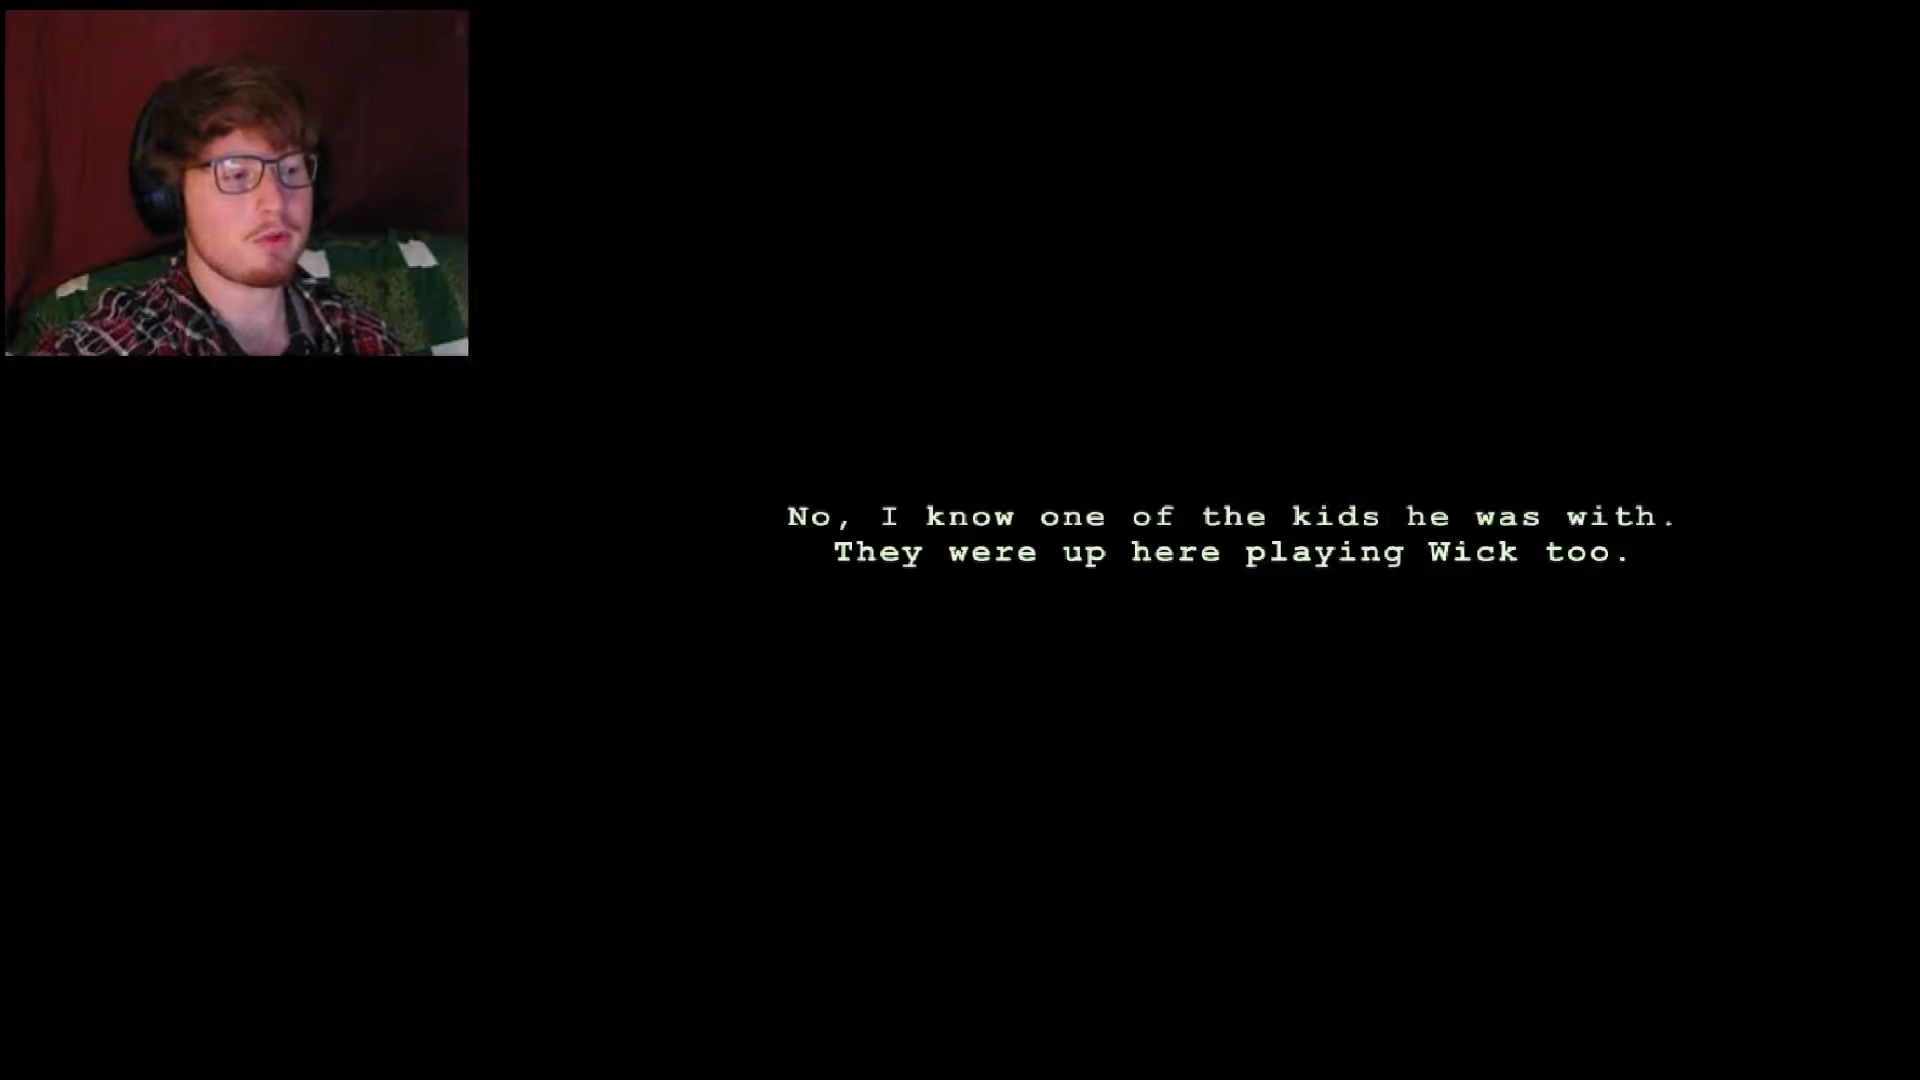 No, I know one of the kids he was with.
They were up here playing Wick too.